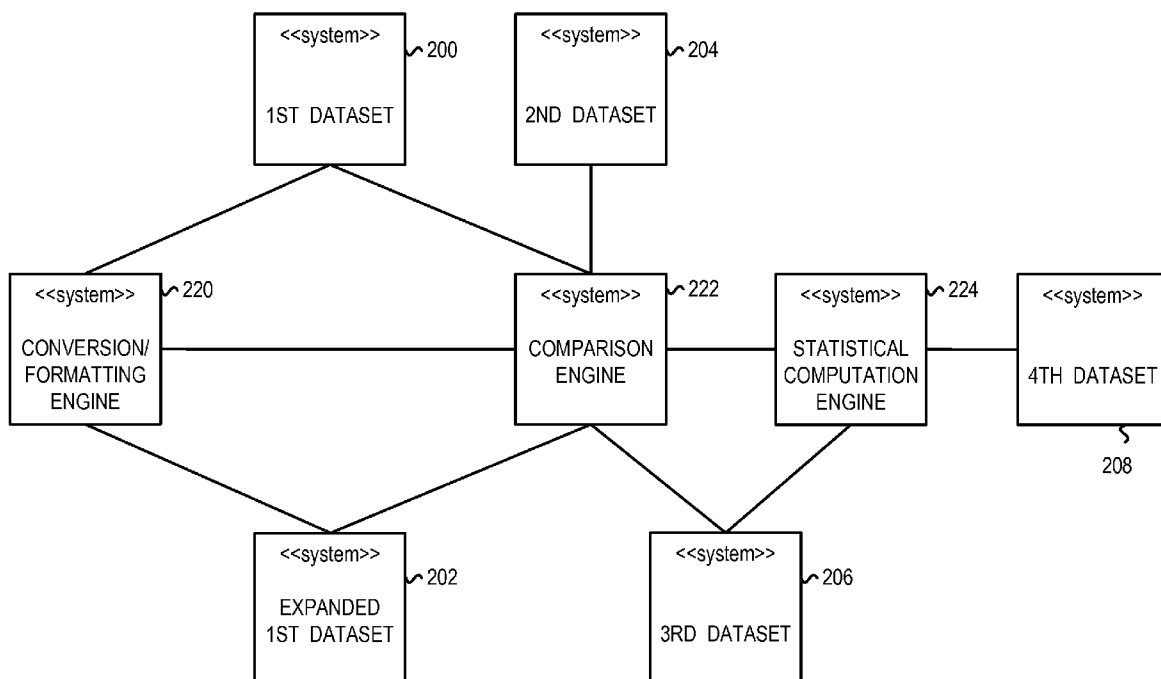 <<system>>
1ST DATASET
200
<<system>>
2ND DATASET
204
<<system>>
CONVERSION/
FORMATTING
ENGINE
220
<<system>>
COMPARISON
ENGINE
222
<<system>>
STATISTICAL
COMPUTATION
ENGINE
224
<<system>>
4TH DATASET
208
<<system>>
EXPANDED
1ST DATASET
202
<<system>>
3RD DATASET
206